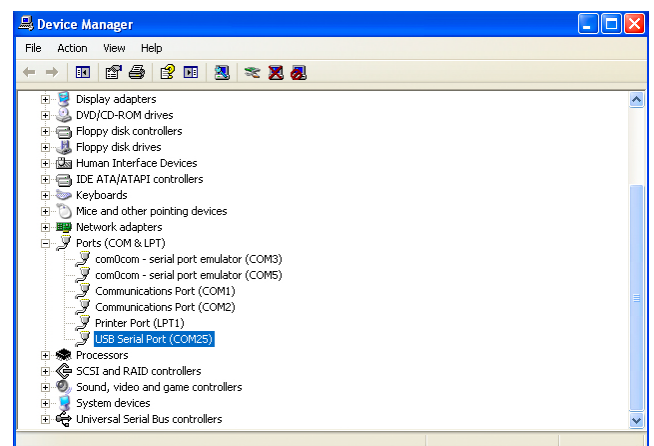 Device Manager
File Action View Help
Display adapters
DVD/CD-ROM drives
Floppy disk controllers
Floppy disk drives
Human Interface Devices
IDE ATA/ATAPI controllers
Keyboards
Mice and other pointing devices
Network adapters
Ports (COM & LPT)
com0com - serial port emulator (COM3)
com0com - serial port emulator (COM5)
Communications Port (COM1)
Communications Port (COM2)
Printer Port (LPT1)
USB Serial Port (COM25)
Processors
SCSI and RAID controllers
Sound, video and game controllers
System devices
Universal Serial Bus controllers